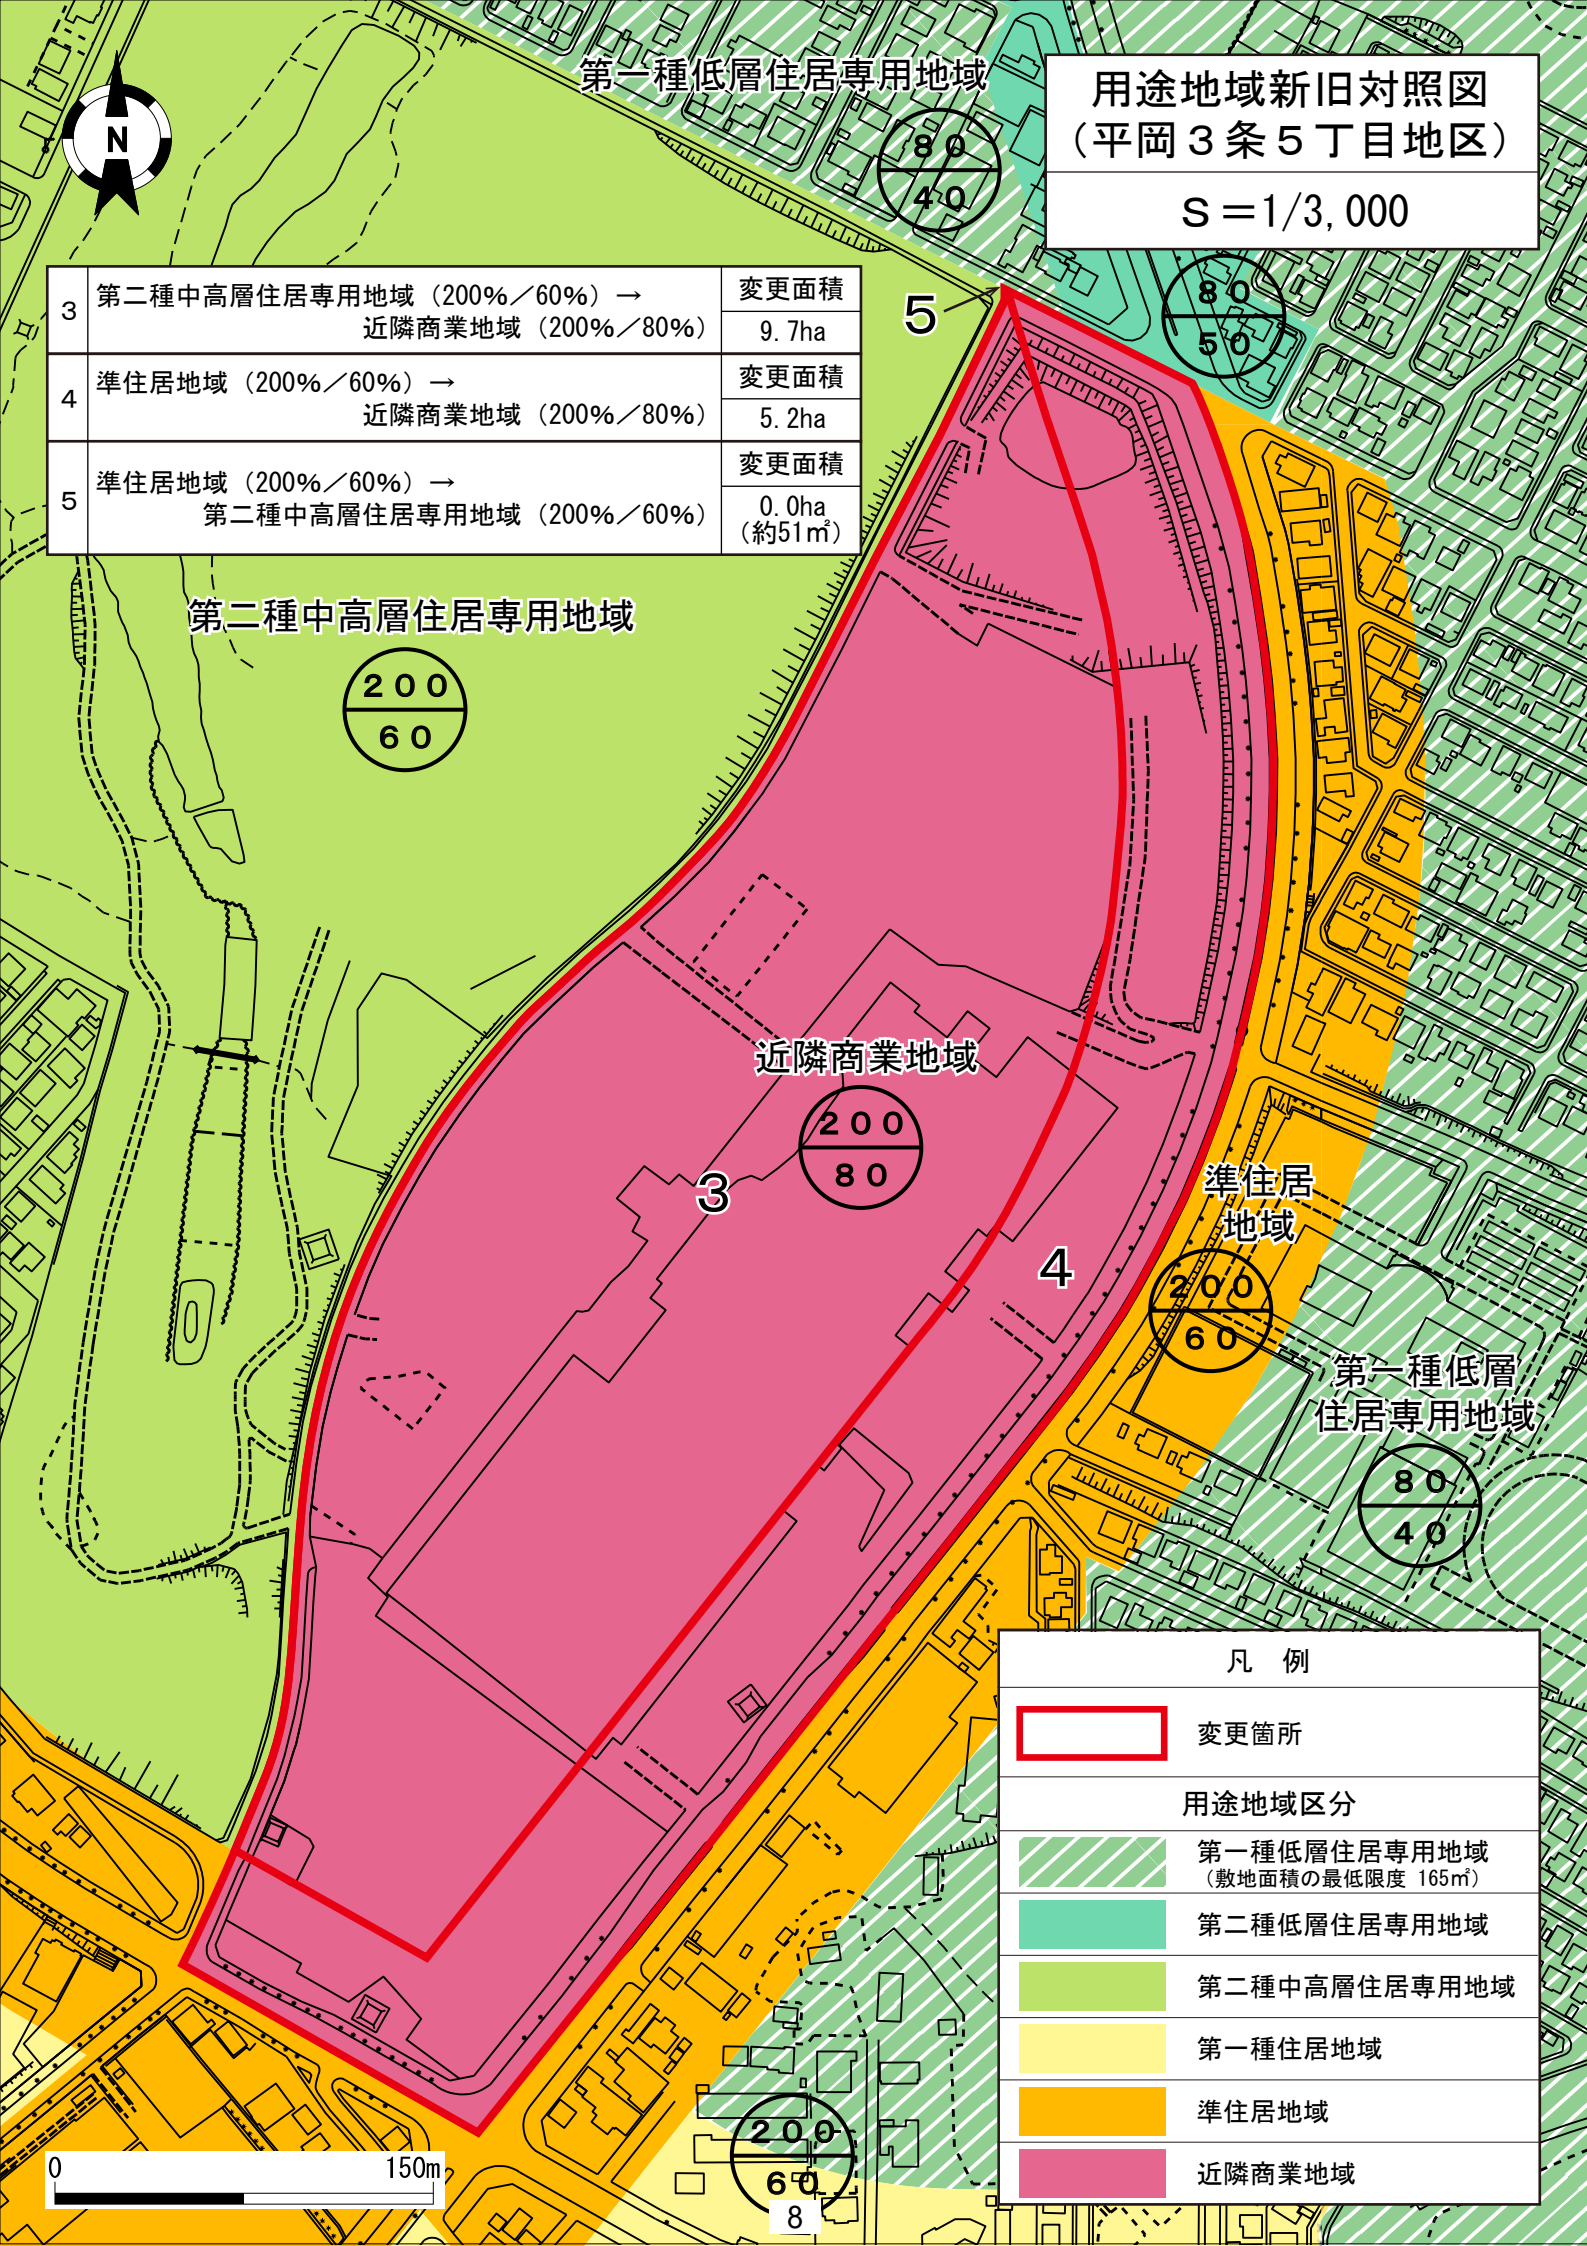 第一種低層住居専用地域
80
40
用途地域新旧対照図
（平岡３条５丁目地区）
Ｓ＝1/3,000
N
80
50
3
第二種中高層住居専用地域（200%／60%）→
近隣商業地域（200%／80%）
変更面積
9.7ha
4
準住居地域（200%／60%）→
近隣商業地域（200%／80%）
変更面積
5.2ha
5
準住居地域（200%／60%）→
第二種中高層住居専用地域（200%／60%）
変更面積
0.0ha
（約51㎡）
5
第二種中高層住居専用地域
200
60
近隣商業地域
200
80
3
4
準住居
地域
200
60
第一種低層
住居専用地域
80
40
凡　例
変更箇所
用途地域区分
第一種低層住居専用地域
（敷地面積の最低限度 165㎡）
第二種低層住居専用地域
第二種中高層住居専用地域
第一種住居地域
準住居地域
近隣商業地域
200
60
0
150m
8